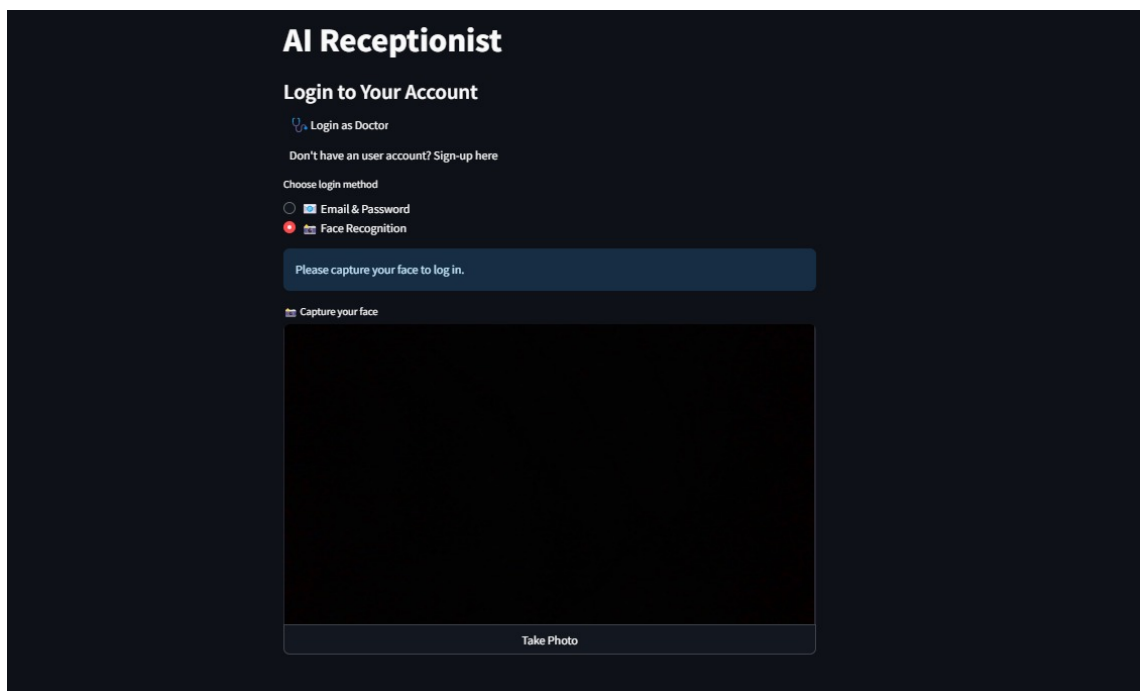 AI Receptionist
Login to Your Account
Login as Doctor
Don't have an user account? Sign-up here
Choose login method
Email & Password
Face Recognition
Please capture your face to log in.
Capture your face
Take Photo